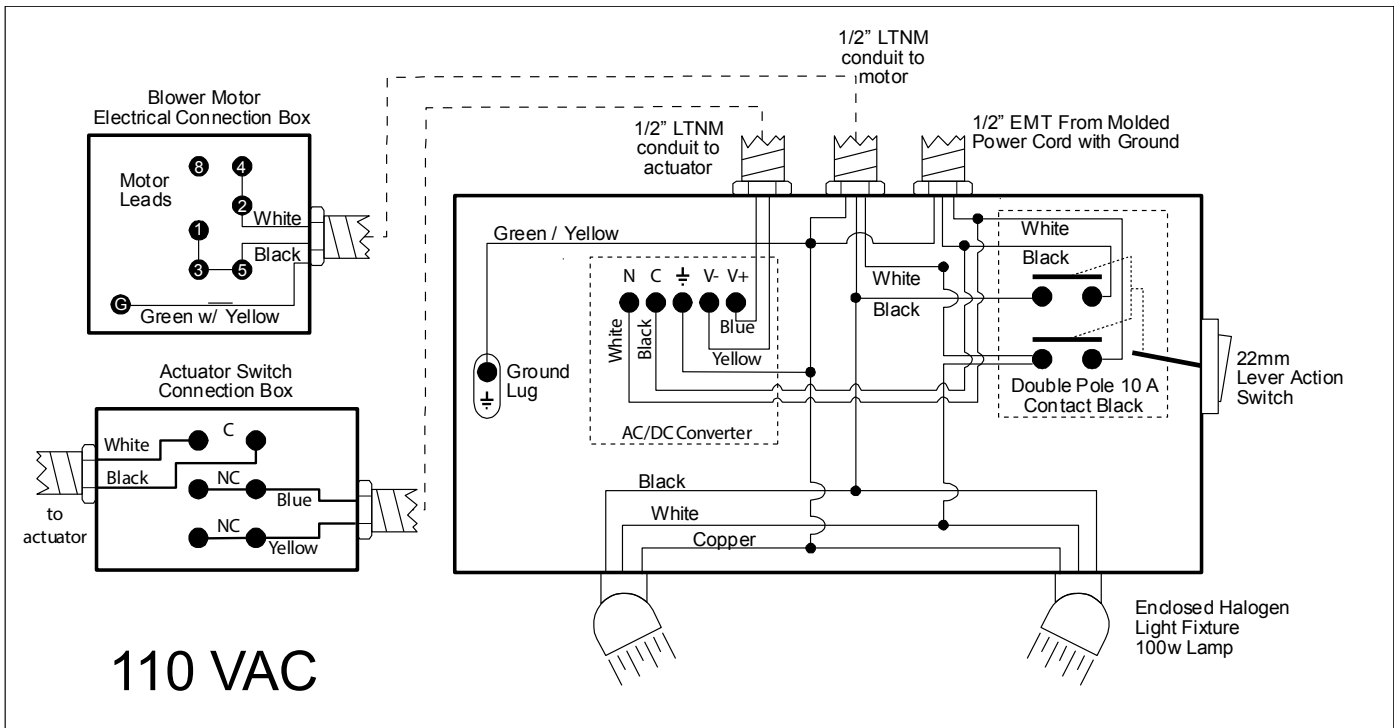 1/2” LTNM
conduit to
motor
Blower Motor
Electrical Connection Box
1/2” LTNM
conduit to
actuator
1/2” EMT From Molded
Power Cord with Ground
8
4
Motor
Leads
2
White
1
Black
3
5
G
Green w/ Yellow
Green / Yellow
White
Black
White
Black
N C V- V+
White
Black
Blue
Yellow
Ground
Lug
AC/DC Converter
Double Pole 10 A
Contact Black
22mm
Lever Action
Switch
Actuator Switch
Connection Box
White
C
Black
NC
Blue
NC
Yellow
to
actuator
Black
White
Copper
Enclosed Halogen
Light Fixture
100w Lamp
110 VAC